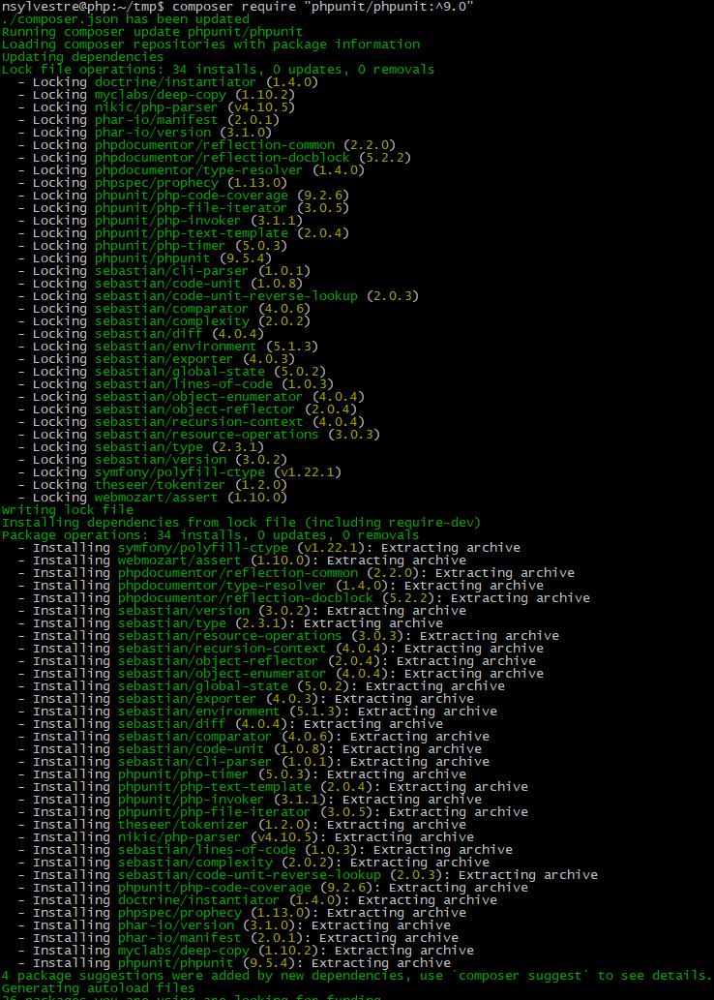 nsylvestre@php:~/tmp$ composer require "phpunit/phpunit:^9.0"
./composer.json has been updated
Running composer update phpunit/phpunit
Loading composer repositories with package information
Updating dependencies
Lock file operations: 34 installs, 0 updates, 0 removals
  - Locking doctrine/instantiator (1.4.0)
  - Locking myclabs/deep-copy (1.10.2)
  - Locking nikic/php-parser (v4.10.5)
  - Locking phar-io/manifest (2.0.1)
  - Locking phar-io/version (3.1.0)
  - Locking phpdocumentor/reflection-common (2.2.0)
  - Locking phpdocumentor/reflection-docblock (5.2.2)
  - Locking phpdocumentor/type-resolver (1.4.0)
  - Locking phpspec/prophecy (1.13.0)
  - Locking phpunit/php-code-coverage (9.2.6)
  - Locking phpunit/php-file-iterator (3.0.5)
  - Locking phpunit/php-invoker (3.1.1)
  - Locking phpunit/php-text-template (2.0.4)
  - Locking phpunit/php-timer (5.0.3)
  - Locking phpunit/phpunit (9.5.4)
  - Locking sebastian/cli-parser (1.0.1)
  - Locking sebastian/code-unit (1.0.8)
  - Locking sebastian/code-unit-reverse-lookup (2.0.3)
  - Locking sebastian/comparator (4.0.6)
  - Locking sebastian/complexity (2.0.2)
  - Locking sebastian/diff (4.0.4)
  - Locking sebastian/environment (5.1.3)
  - Locking sebastian/exporter (4.0.3)
  - Locking sebastian/global-state (5.0.2)
  - Locking sebastian/lines-of-code (1.0.3)
  - Locking sebastian/object-enumerator (4.0.4)
  - Locking sebastian/object-reflector (2.0.4)
  - Locking sebastian/recursion-context (4.0.4)
  - Locking sebastian/resource-operations (3.0.3)
  - Locking sebastian/type (2.3.1)
  - Locking sebastian/version (3.0.2)
  - Locking symfony/polyfill-ctype (v1.22.1)
  - Locking theseer/tokenizer (1.2.0)
  - Locking webmozart/assert (1.10.0)
Writing lock file
Installing dependencies from lock file (including require-dev)
Package operations: 34 installs, 0 updates, 0 removals
  - Installing symfony/polyfill-ctype (v1.22.1): Extracting archive
  - Installing webmozart/assert (1.10.0): Extracting archive
  - Installing phpdocumentor/reflection-common (2.2.0): Extracting archive
  - Installing phpdocumentor/type-resolver (1.4.0): Extracting archive
  - Installing phpdocumentor/reflection-docblock (5.2.2): Extracting archive
  - Installing sebastian/version (3.0.2): Extracting archive
  - Installing sebastian/type (2.3.1): Extracting archive
  - Installing sebastian/resource-operations (3.0.3): Extracting archive
  - Installing sebastian/recursion-context (4.0.4): Extracting archive
  - Installing sebastian/object-reflector (2.0.4): Extracting archive
  - Installing sebastian/object-enumerator (4.0.4): Extracting archive
  - Installing sebastian/global-state (5.0.2): Extracting archive
  - Installing sebastian/exporter (4.0.3): Extracting archive
  - Installing sebastian/environment (5.1.3): Extracting archive
  - Installing sebastian/diff (4.0.4): Extracting archive
  - Installing sebastian/comparator (4.0.6): Extracting archive
  - Installing sebastian/code-unit (1.0.8): Extracting archive
  - Installing sebastian/cli-parser (1.0.1): Extracting archive
  - Installing phpunit/php-timer (5.0.3): Extracting archive
  - Installing phpunit/php-text-template (2.0.4): Extracting archive
  - Installing phpunit/php-invoker (3.1.1): Extracting archive
  - Installing phpunit/php-file-iterator (3.0.5): Extracting archive
  - Installing theseer/tokenizer (1.2.0): Extracting archive
  - Installing nikic/php-parser (v4.10.5): Extracting archive
  - Installing sebastian/lines-of-code (1.0.3): Extracting archive
  - Installing sebastian/complexity (2.0.2): Extracting archive
  - Installing sebastian/code-unit-reverse-lookup (2.0.3): Extracting archive
  - Installing phpunit/php-code-coverage (9.2.6): Extracting archive
  - Installing doctrine/instantiator (1.4.0): Extracting archive
  - Installing phpspec/prophecy (1.13.0): Extracting archive
  - Installing phar-io/version (3.1.0): Extracting archive
  - Installing phar-io/manifest (2.0.1): Extracting archive
  - Installing myclabs/deep-copy (1.10.2): Extracting archive
  - Installing phpunit/phpunit (9.5.4): Extracting archive
4 package suggestions were added by new dependencies, use `composer suggest` to see details.
Generating autoload files
26 packages you are using are looking for funding.